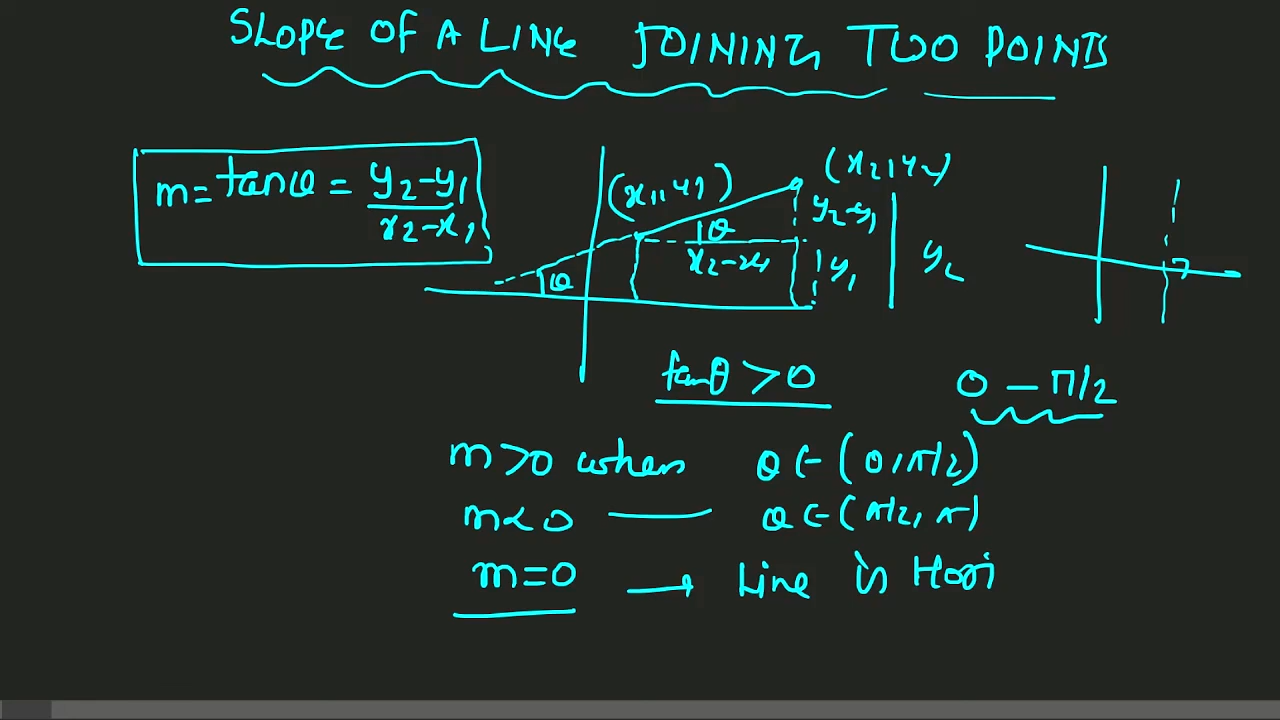 SLOPE OF A LINE JOINING TWO POINTS
m = tanθ = y₂-y₁
x₂-x₁
(x₁,y₁)
(x₂,y₂)
y₂-y₁
θ
x₂-x₁
y₁
y₂
θ
tanθ > 0
0 — π/2
m>0 when θ ∈ (0,π/2)
m<0 — θ ∈ (π/2, π)
m=0 → Line is Hori